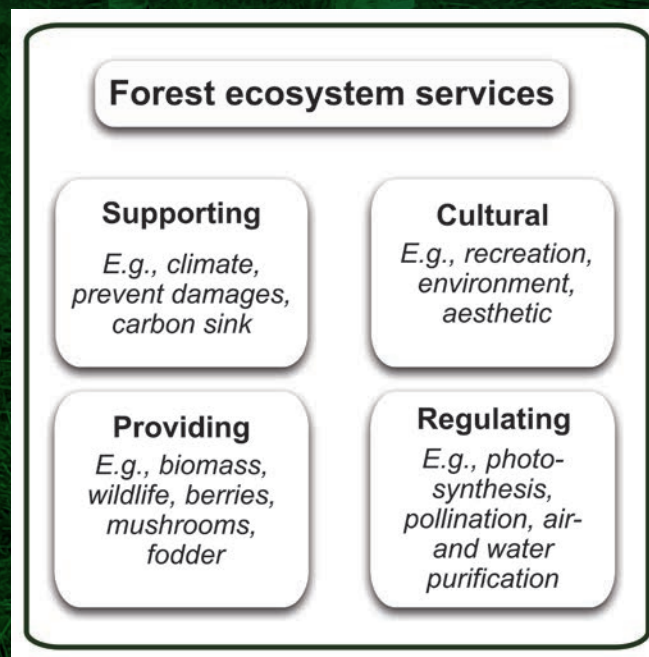 Forest ecosystem services
Supporting
E.g., climate,
prevent damages,
carbon sink
Cultural
E.g., recreation,
environment,
aesthetic
Providing
E.g., biomass,
wildlife, berries,
mushrooms,
fodder
Regulating
E.g., photo-
synthesis,
pollination, air-
and water
purification